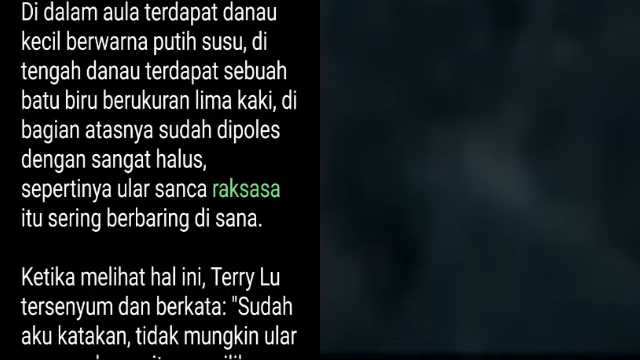 Di dalam aula terdapat danau
kecil berwarna putih susu, di
tengah danau terdapat sebuah
batu biru berukuran lima kaki, di
bagian atasnya sudah dipoles
dengan sangat halus,
sepertinya ular sanca raksasa
itu sering berbaring di sana.
Ketika melihat hal ini, Terry Lu
tersenyum dan berkata: "Sudah
aku katakan, tidak mungkin ular